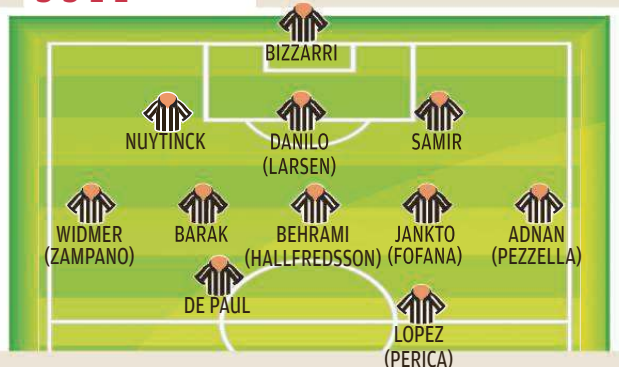 BIZZARRI
NUYTINCK DANILO SAMIR
(LARSEN)
WIDMER BARAK BEHRAMI JANKTO ADNAN
(ZAMPANO) (HALLFREDSSON) (FOFANA) (PEZZELLA)
DE PAUL
LOPEZ
(PERICA)